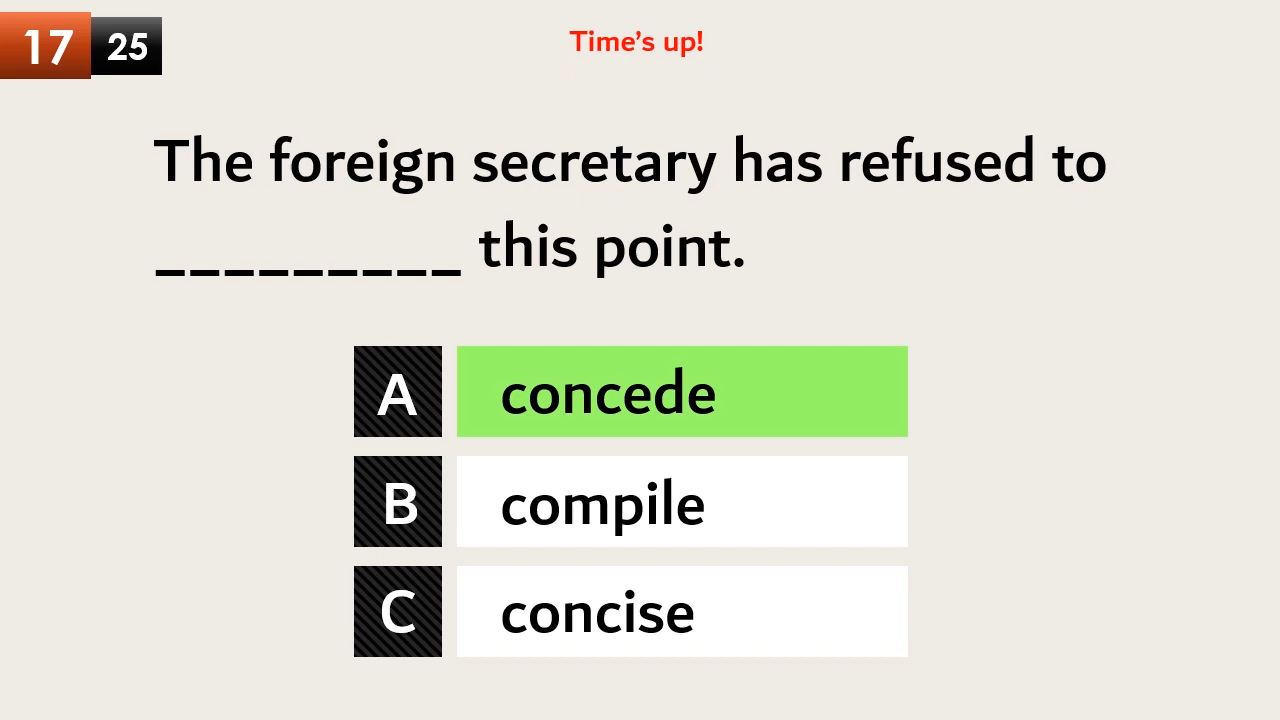 17 25
Time's up!
The foreign secretary has refused to
_________ this point.
A concede
B compile
C concise